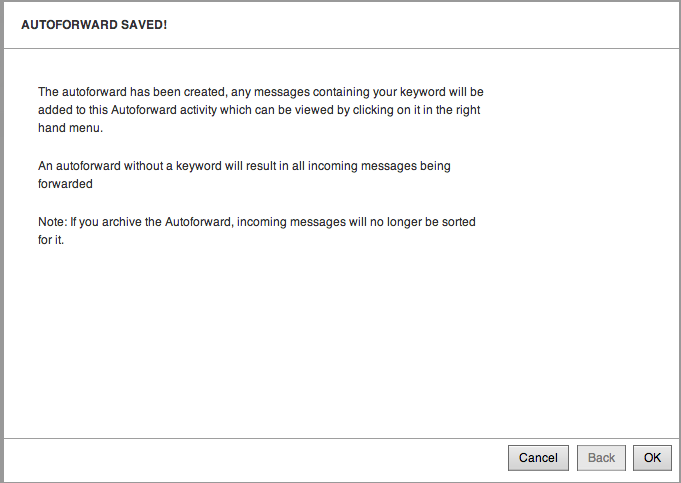 AUTOFORWARD SAVED!
The autoforward has been created, any messages containing your keyword will be
added to this Autoforward activity which can be viewed by clicking on it in the right
hand menu.
An autoforward without a keyword will result in all incoming messages being
forwarded
Note: If you archive the Autoforward, incoming messages will no longer be sorted
for it.
Cancel Back OK